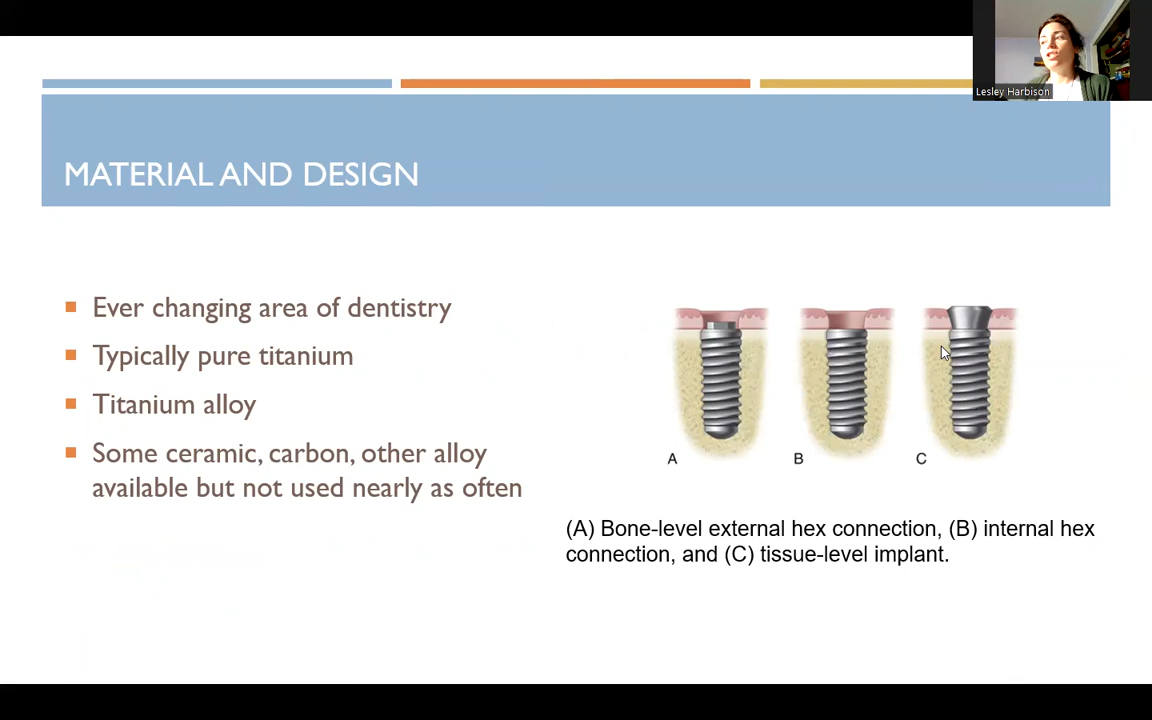 Lesley Harbison
MATERIAL AND DESIGN
Ever changing area of dentistry
Typically pure titanium
Titanium alloy
Some ceramic, carbon, other alloy
available but not used nearly as often
A
B
C
(A) Bone-level external hex connection, (B) internal hex
connection, and (C) tissue-level implant.